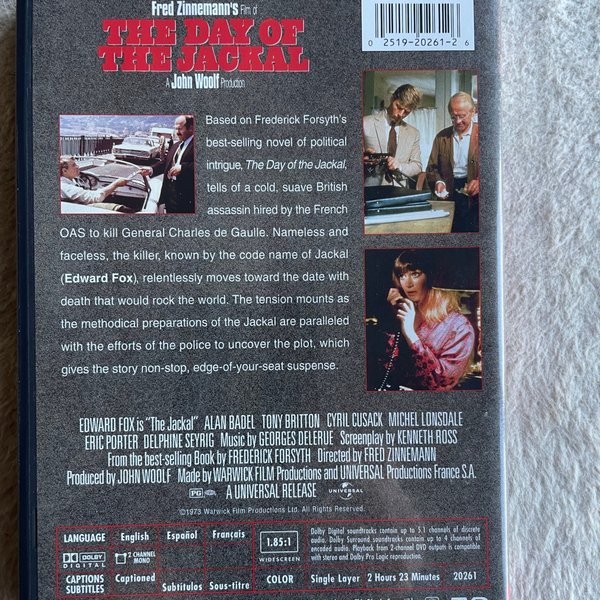 Fred Zinnemann's Film of
THE DAY OF
THE JACKAL
A John Woolf Production
0 2519-20261-2 6
Based on Frederick Forsyth's
best-selling novel of political
intrigue, The Day of the Jackal,
tells of a cold, suave British
assassin hired by the French
OAS to kill General Charles de Gaulle. Nameless and
faceless, the killer, known by the code name of Jackal
(Edward Fox), relentlessly moves toward the date with
death that would rock the world. The tension mounts as
the methodical preparations of the Jackal are paralleled
with the efforts of the police to uncover the plot, which
gives the story non-stop, edge-of-your-seat suspense.
EDWARD FOX is "The Jackal" ALAN BADEL TONY BRITTON CYRIL CUSACK MICHEL LONSDALE
ERIC PORTER DELPHINE SEYRIG Music by GEORGES DELERUE Screenplay by KENNETH ROSS
From the best-selling Book by FREDERICK FORSYTH Directed by FRED ZINNEMANN
Produced by JOHN WOOLF Made by WARWICK FILM Productions and UNIVERSAL Productions France S.A.
PG A UNIVERSAL RELEASE UNIVERSAL
©1973 Warwick Film Productions Ltd. All Rights Reserved.
LANGUAGE English Español Français
DOLBY DIGITAL 2 CHANNEL MONO
CAPTIONS SUBTITLES Captioned Subtitulos Sous-titre
1.85:1
WIDESCREEN
COLOR
Dolby Digital soundtracks contain up to 5.1 channels of discrete
audio. Dolby Surround soundtracks contain up to 4 channels of
encoded audio. Playback from 2-channel DVD outputs is compatible
with stereo and Dolby Pro Logic reproduction.
Single Layer 2 Hours 23 Minutes 20261